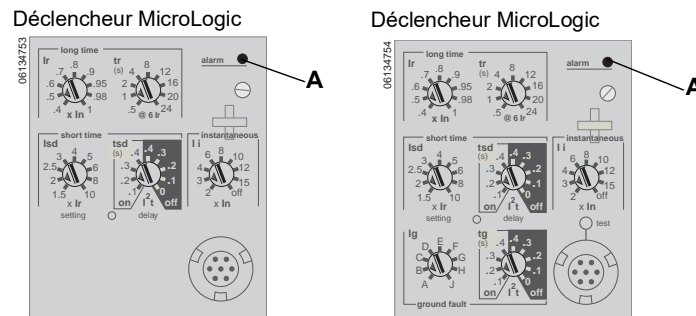 Déclencheur MicroLogic
06134753
long time
alarm
A
Ir
.4 .5 .6 .7 .8 .9 .95 .98 1
x In
tr
(s)
.5 1 2 4 8 12 16 20 24
@ 6 Ir
short time
instantaneous
Isd
1.5 2 2.5 3 4 5 6 8 10
x Ir
setting
tsd
(s)
.1 .2 .3 .4 .4 .3 .2 .1 0
on I²t off
delay
I i
2 3 4 6 8 10 12 15 off
x In
Déclencheur MicroLogic
06134754
long time
alarm
A
Ir
.4 .5 .6 .7 .8 .9 .95 .98 1
x In
tr
(s)
.5 1 2 4 8 12 16 20 24
@ 6 Ir
short time
instantaneous
Isd
1.5 2 2.5 3 4 5 6 8 10
x Ir
setting
tsd
(s)
.1 .2 .3 .4 .4 .3 .2 .1 0
on I²t off
delay
I i
2 3 4 6 8 10 12 15 off
x In
test
Ig
A B C D E F G H J
tg
(s)
.1 .2 .3 .4 .4 .3 .2 .1 0
on I²t off
ground fault